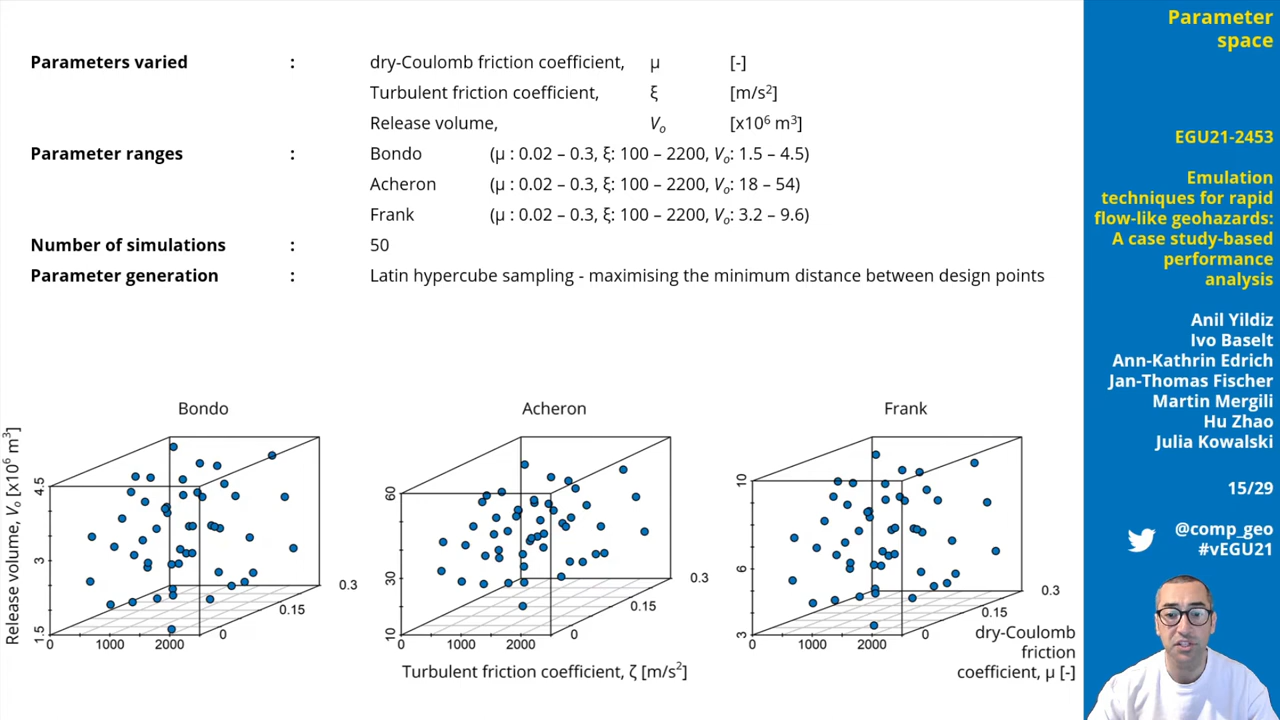 Parameter
space
Parameters varied : dry-Coulomb friction coefficient, μ [-]
Turbulent friction coefficient, ξ [m/s²]
Release volume, Vₒ [x10⁶ m³]
Parameter ranges : Bondo (μ : 0.02 – 0.3, ξ: 100 – 2200, Vₒ: 1.5 – 4.5)
Acheron (μ : 0.02 – 0.3, ξ: 100 – 2200, Vₒ: 18 – 54)
Frank (μ : 0.02 – 0.3, ξ: 100 – 2200, Vₒ: 3.2 – 9.6)
Number of simulations : 50
Parameter generation : Latin hypercube sampling - maximising the minimum distance between design points
Bondo
Release volume, Vₒ [x10⁶ m³]
4.5
3
1.5
0 1000 2000
0 0.15 0.3
Acheron
60
30
10
0 1000 2000
0 0.15 0.3
Turbulent friction coefficient, ζ [m/s²]
Frank
10
6
3
0 1000 2000
0 0.15 0.3
dry-Coulomb
friction
coefficient, μ [-]
EGU21-2453
Emulation
techniques for rapid
flow-like geohazards:
A case study-based
performance
analysis
Anil Yildiz
Ivo Baselt
Ann-Kathrin Edrich
Jan-Thomas Fischer
Martin Mergili
Hu Zhao
Julia Kowalski
15/29
@comp_geo
#vEGU21